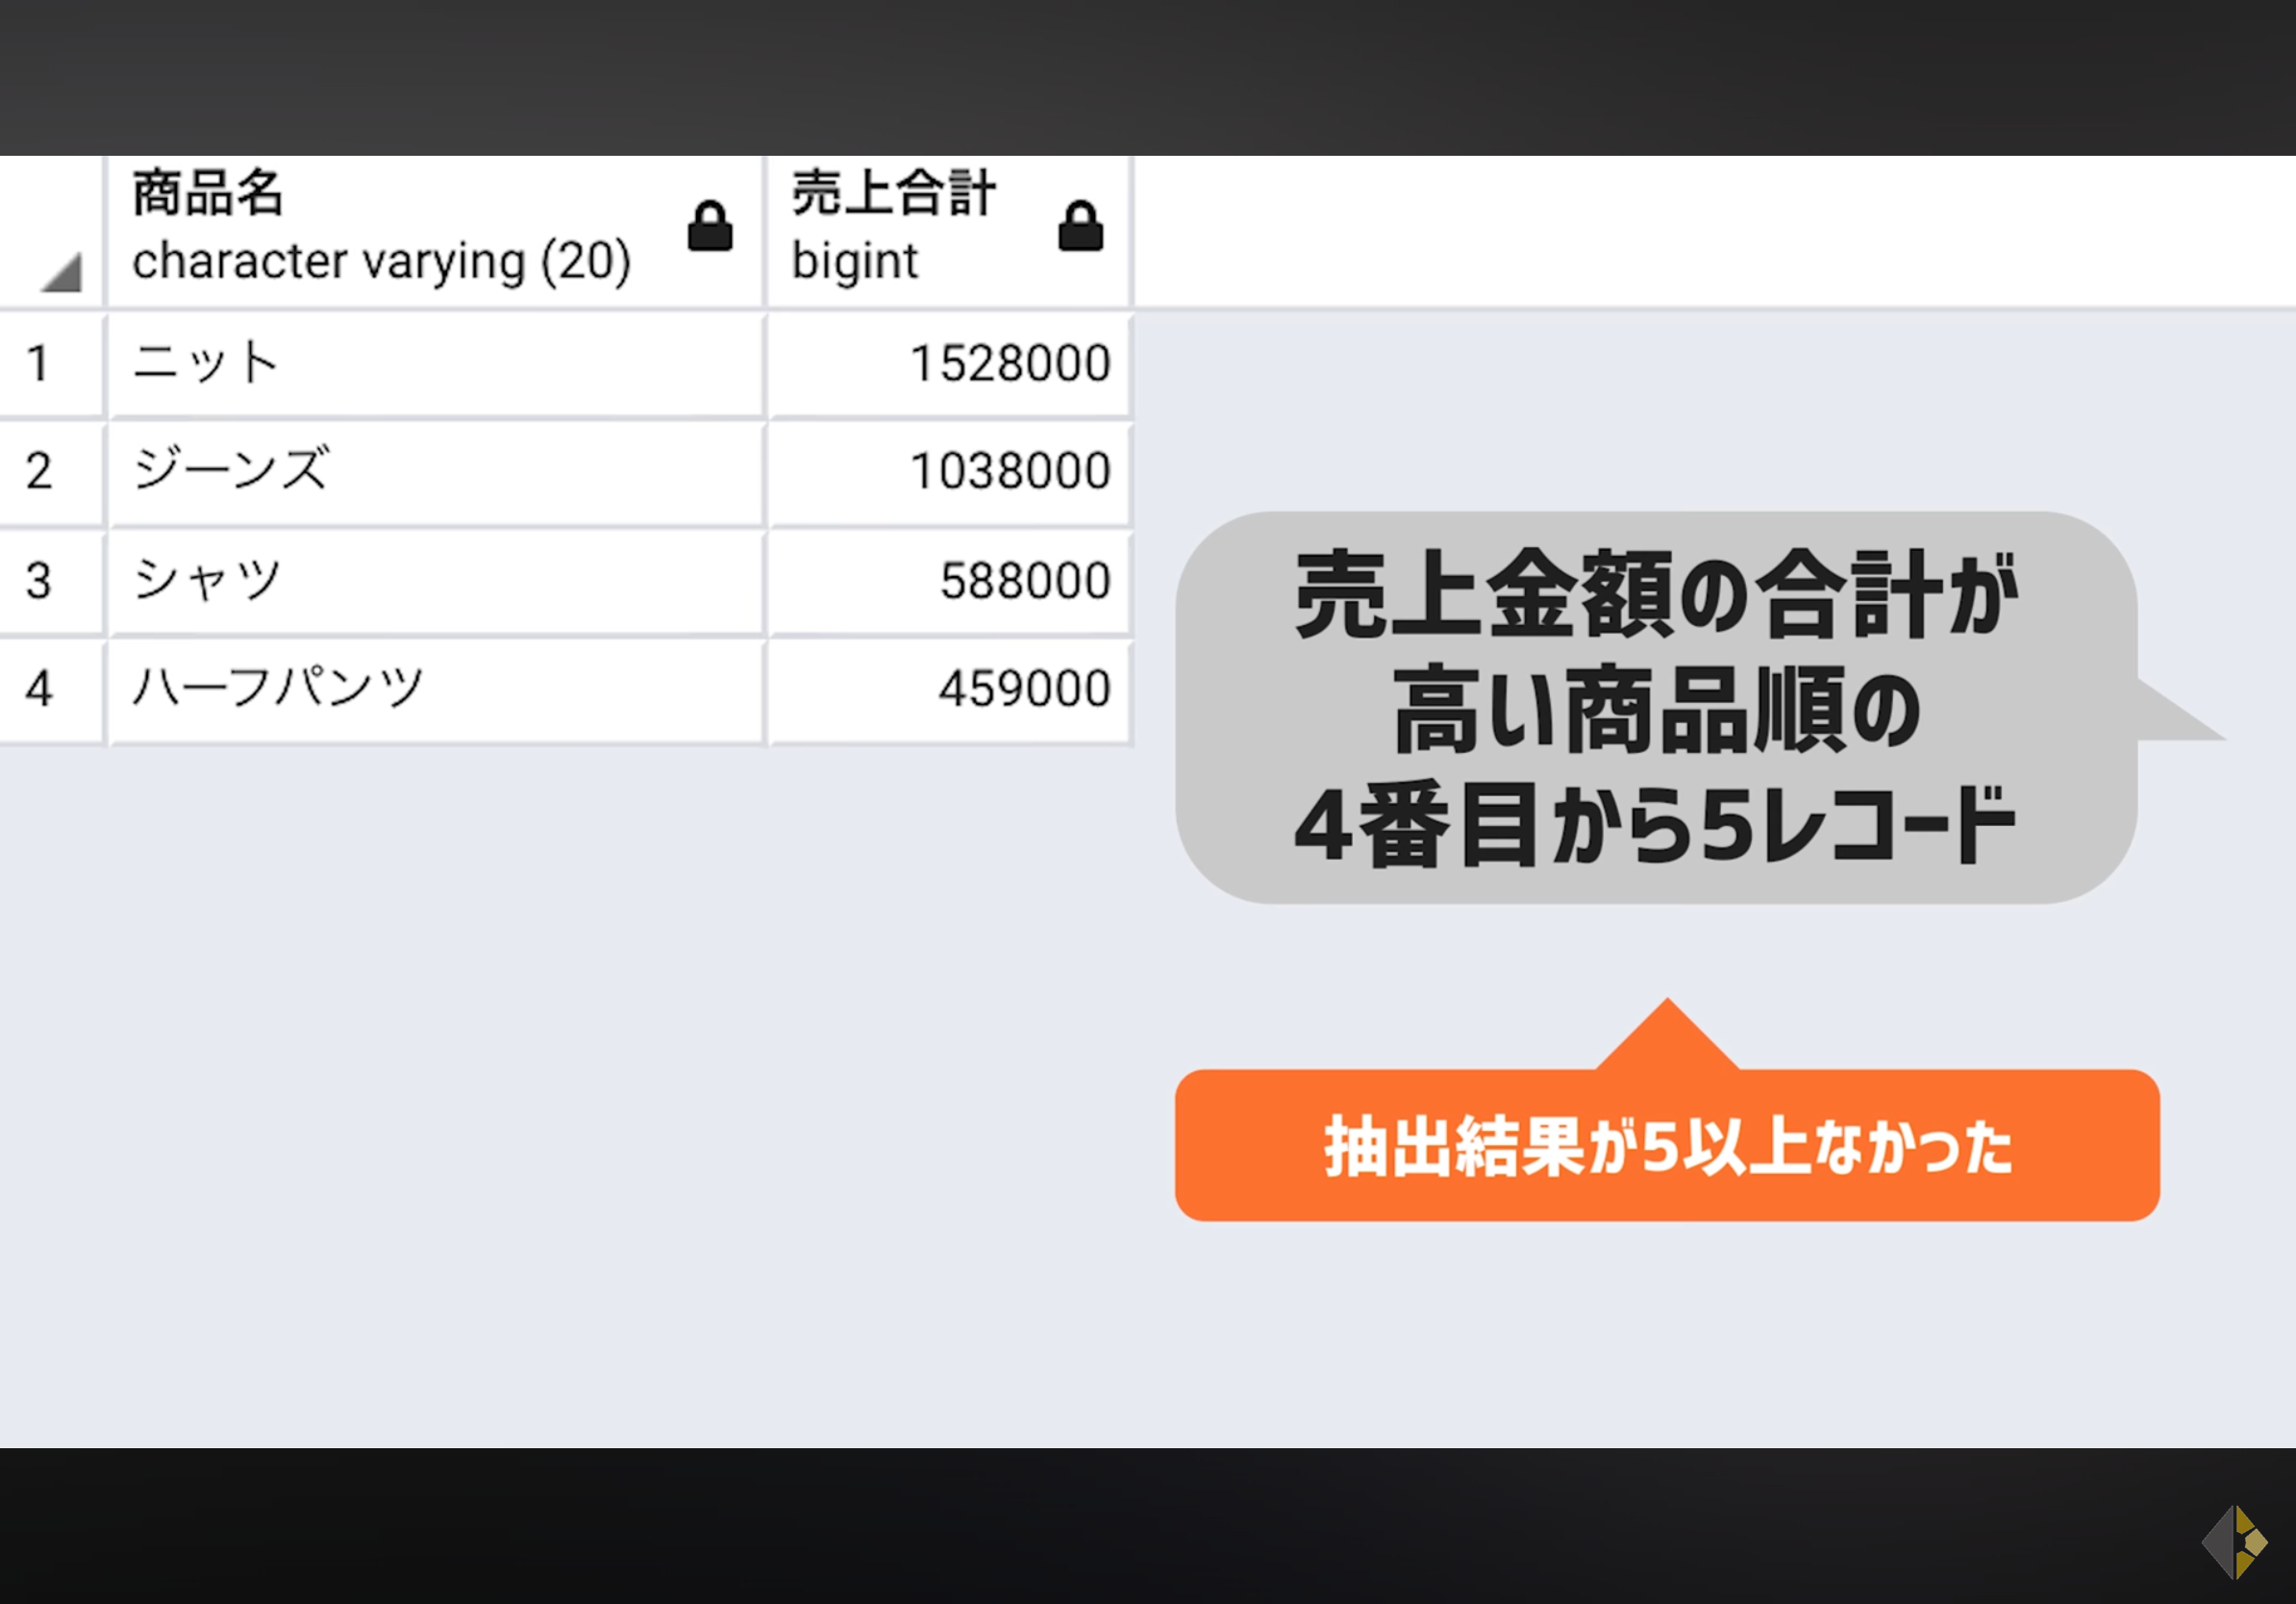 商品名 売上合計
character varying (20) bigint
1 ニット 1528000
2 ジーンズ 1038000
3 シャツ 588000
4 ハーフパンツ 459000
売上金額の合計が
高い商品順の
4番目から5レコード
抽出結果が5以上なかった